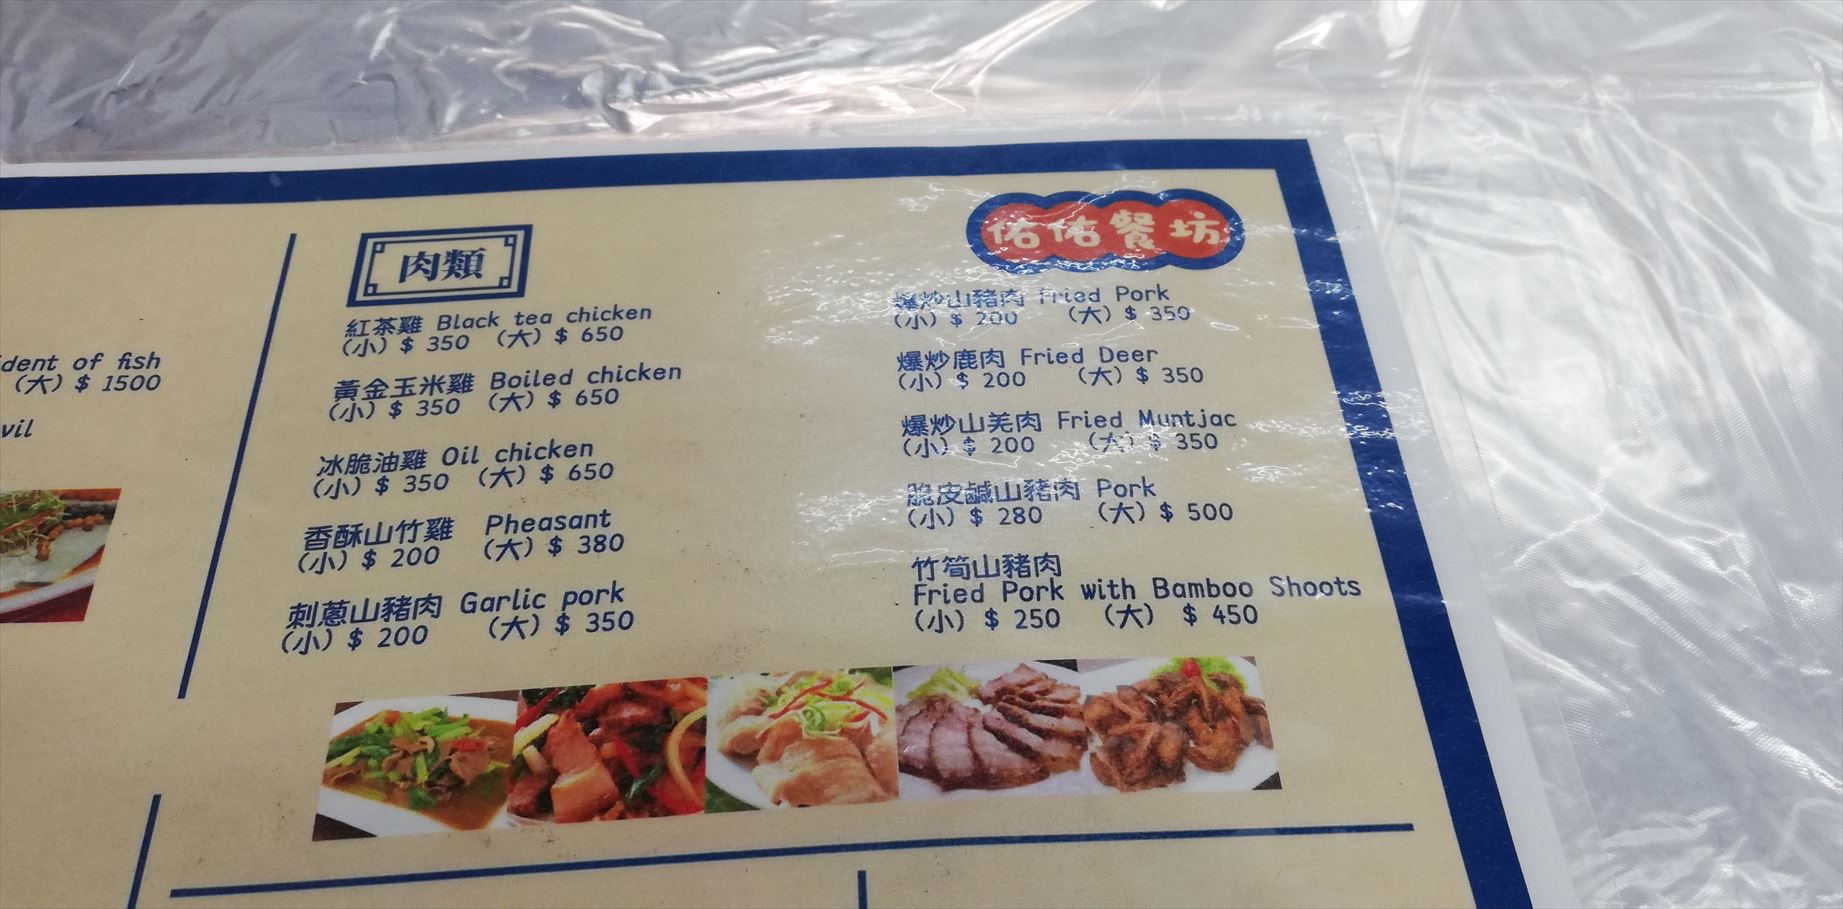 ident of fish
(大) $ 1500
vil
肉類
紅茶雞 Black tea chicken
(小) $ 350 (大) $ 650
黃金玉米雞 Boiled chicken
(小) $ 350 (大) $ 650
冰脆油雞 Oil chicken
(小) $ 350 (大) $ 650
香酥山竹雞 Pheasant
(小) $ 200 (大) $ 380
刺蔥山豬肉 Garlic pork
(小) $ 200 (大) $ 350
佑佑餐坊
爆炒山豬肉 Fried Pork
(小) $ 200 (大) $ 350
爆炒鹿肉 Fried Deer
(小) $ 200 (大) $ 350
爆炒山羌肉 Fried Muntjac
(小) $ 200 (大) $ 350
脆皮鹹山豬肉 Pork
(小) $ 280 (大) $ 500
竹筍山豬肉
Fried Pork with Bamboo Shoots
(小) $ 250 (大) $ 450